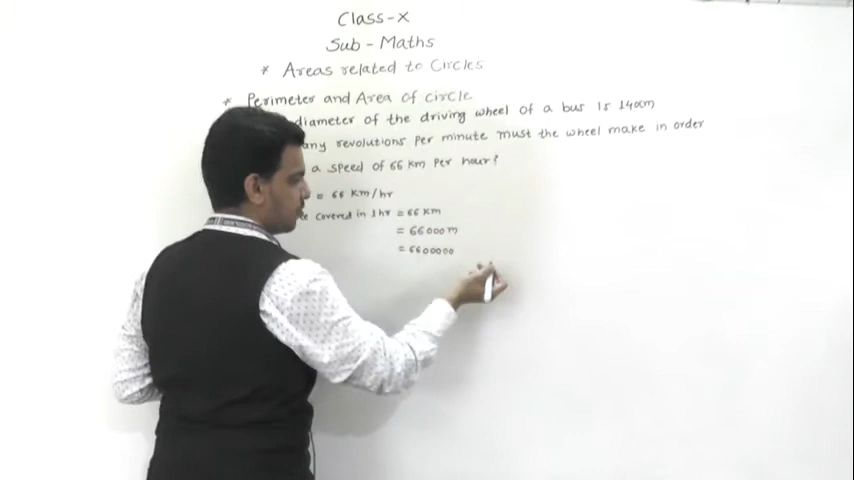 Class-X
Sub - Maths
* Areas related to Circles
* Perimeter and Area of circle
diameter of the driving wheel of a bus is 140cm
any revolutions per minute must the wheel make in order
a speed of 66 km per hour?
= 66 km/hr
covered in 1hr = 66 km
= 66000 m
= 6600000